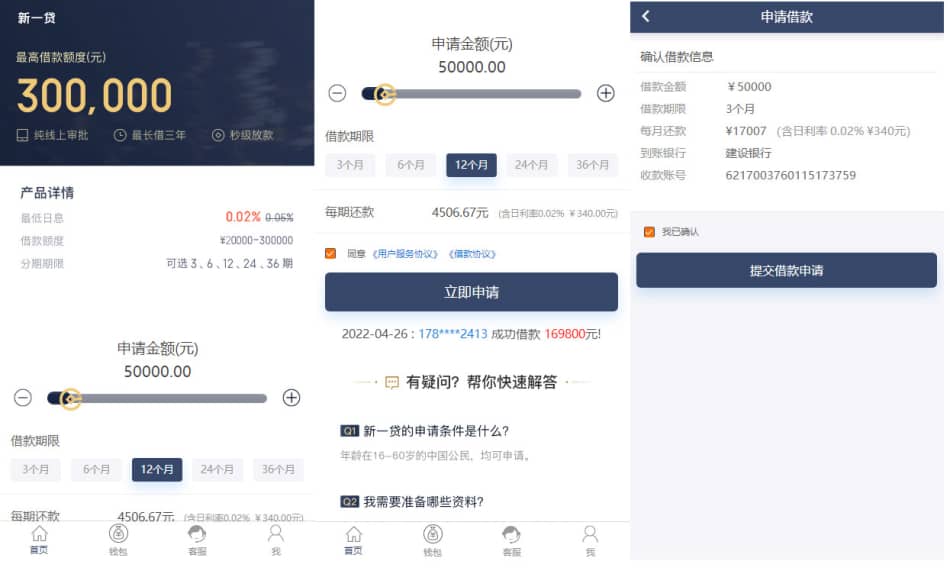 新一贷
最高借款额度(元)
300,000
纯线上审批 最长借三年 秒级放款
产品详情
最低日息 0.02% 0.05%
借款额度 ¥20000-300000
分期期限 可选 3、6、12、24、36 期
申请金额(元)
50000.00
借款期限
3个月 6个月 12个月 24个月 36个月
每期还款 4506.67元 (含日利率0.02% ¥340.00元)
首页 钱包 客服 我
申请金额(元)
50000.00
借款期限
3个月 6个月 12个月 24个月 36个月
每期还款 4506.67元 (含日利率0.02% ¥340.00元)
同意 《用户服务协议》 《借款协议》
立即申请
2022-04-26 : 178****2413 成功借款 169800元!
有疑问? 帮你快速解答
Q1 新一贷的申请条件是什么?
年龄在16-60岁的中国公民,均可申请。
Q2 我需要准备哪些资料?
首页 钱包 客服 我
申请借款
确认借款信息
借款金额 ¥50000
借款期限 3个月
每月还款 ¥17007 (含日利率 0.02% ¥340元)
到账银行 建设银行
收款账号 6217003760115173759
我已确认
提交借款申请